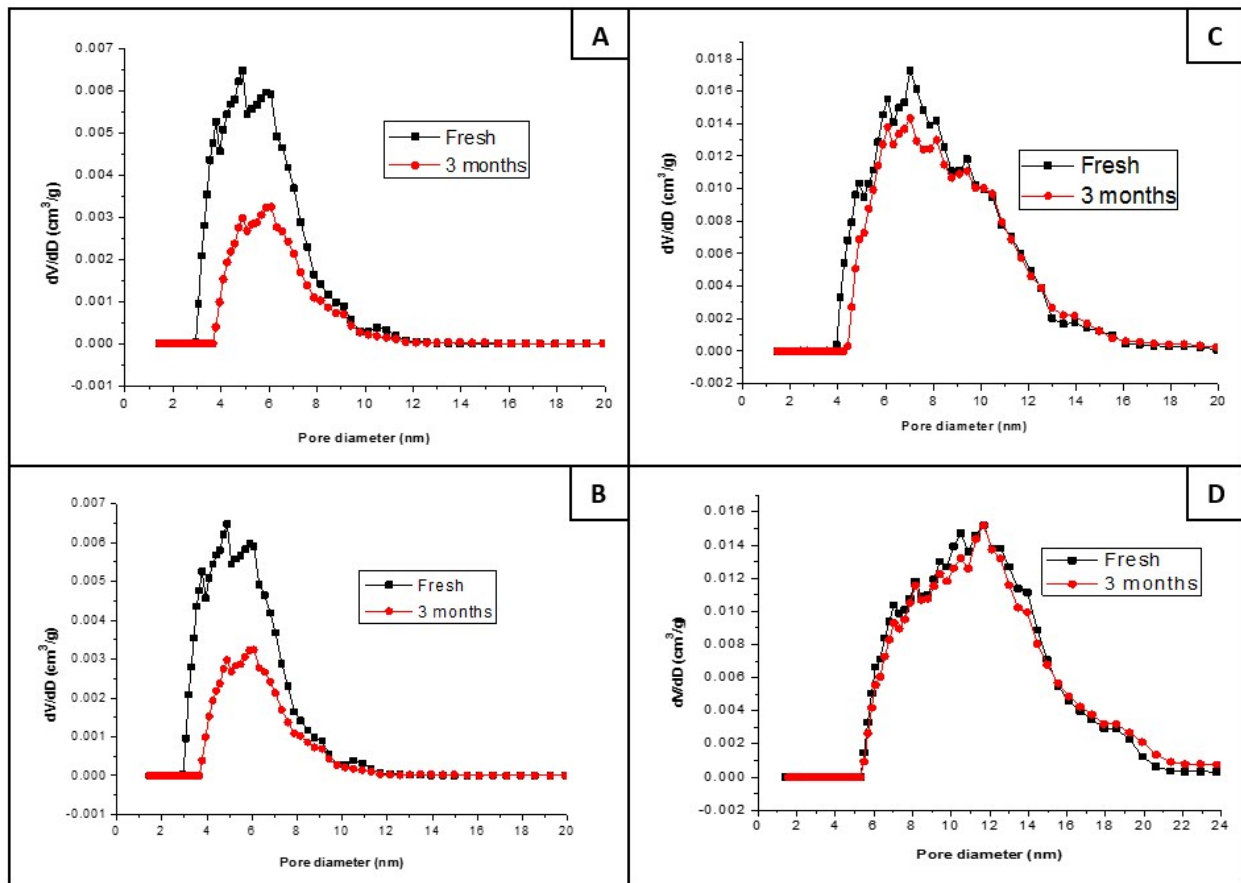 A
dV/dD (cm³/g)
0.007
0.006
0.005
0.004
0.003
0.002
0.001
0.000
-0.001
Fresh
3 months
0 2 4 6 8 10 12 14 16 18 20
Pore diameter (nm)
C
dV/dD (cm³/g)
0.018
0.016
0.014
0.012
0.010
0.008
0.006
0.004
0.002
0.000
-0.002
Fresh
3 months
0 2 4 6 8 10 12 14 16 18 20
Pore diameter (nm)
B
dV/dD (cm³/g)
0.007
0.006
0.005
0.004
0.003
0.002
0.001
0.000
-0.001
Fresh
3 months
0 2 4 6 8 10 12 14 16 18 20
Pore diameter (nm)
D
dV/dD (cm³/g)
0.016
0.014
0.012
0.010
0.008
0.006
0.004
0.002
0.000
-0.002
Fresh
3 months
0 2 4 6 8 10 12 14 16 18 20 22 24
Pore diameter (nm)